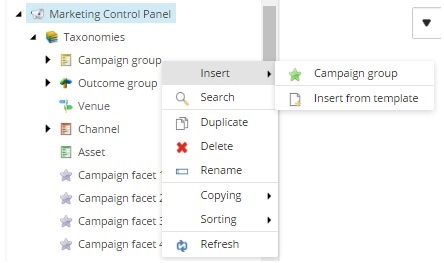 Marketing Control Panel
Taxonomies
Campaign group
Outcome group
Venue
Channel
Asset
Campaign facet 1
Campaign facet 2
Campaign facet 3
Campaign facet 4
Insert
Search
Duplicate
Delete
Rename
Copying
Sorting
Refresh
Campaign group
Insert from template